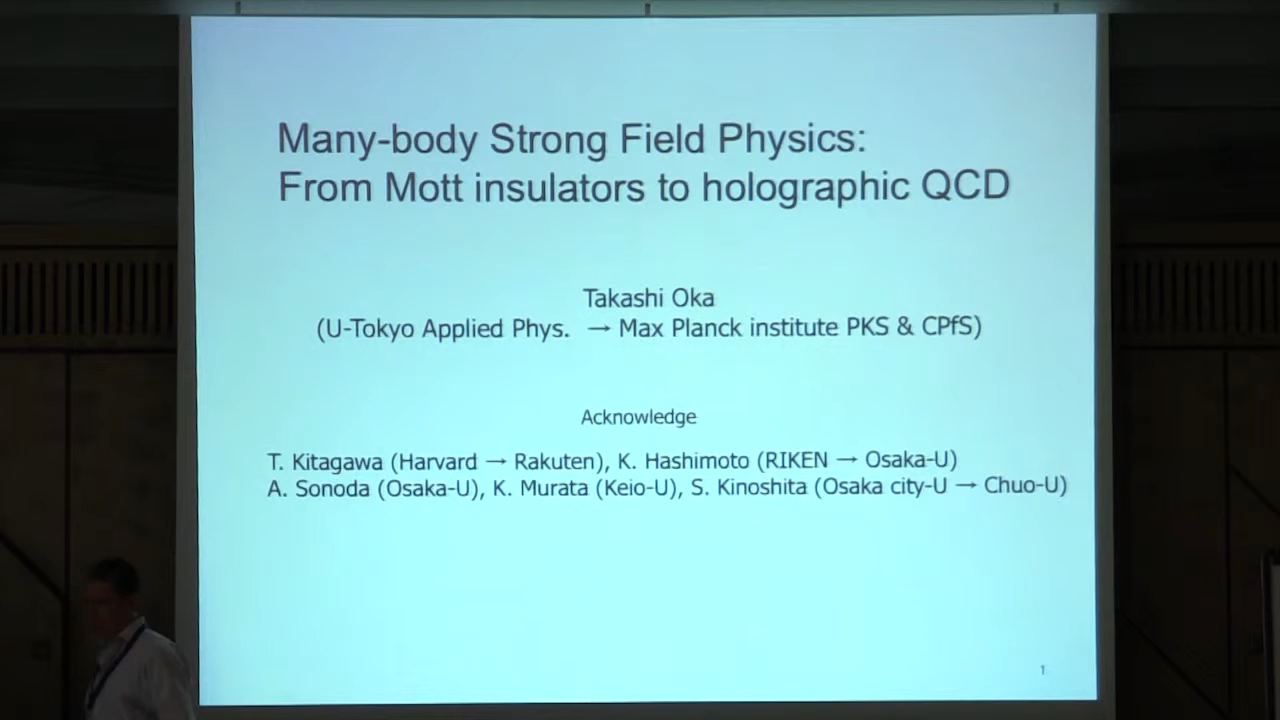 Many-body Strong Field Physics:
From Mott insulators to holographic QCD
Takashi Oka
(U-Tokyo Applied Phys. → Max Planck institute PKS & CPfS)
Acknowledge
T. Kitagawa (Harvard → Rakuten), K. Hashimoto (RIKEN → Osaka-U)
A. Sonoda (Osaka-U), K. Murata (Keio-U), S. Kinoshita (Osaka city-U → Chuo-U)
1